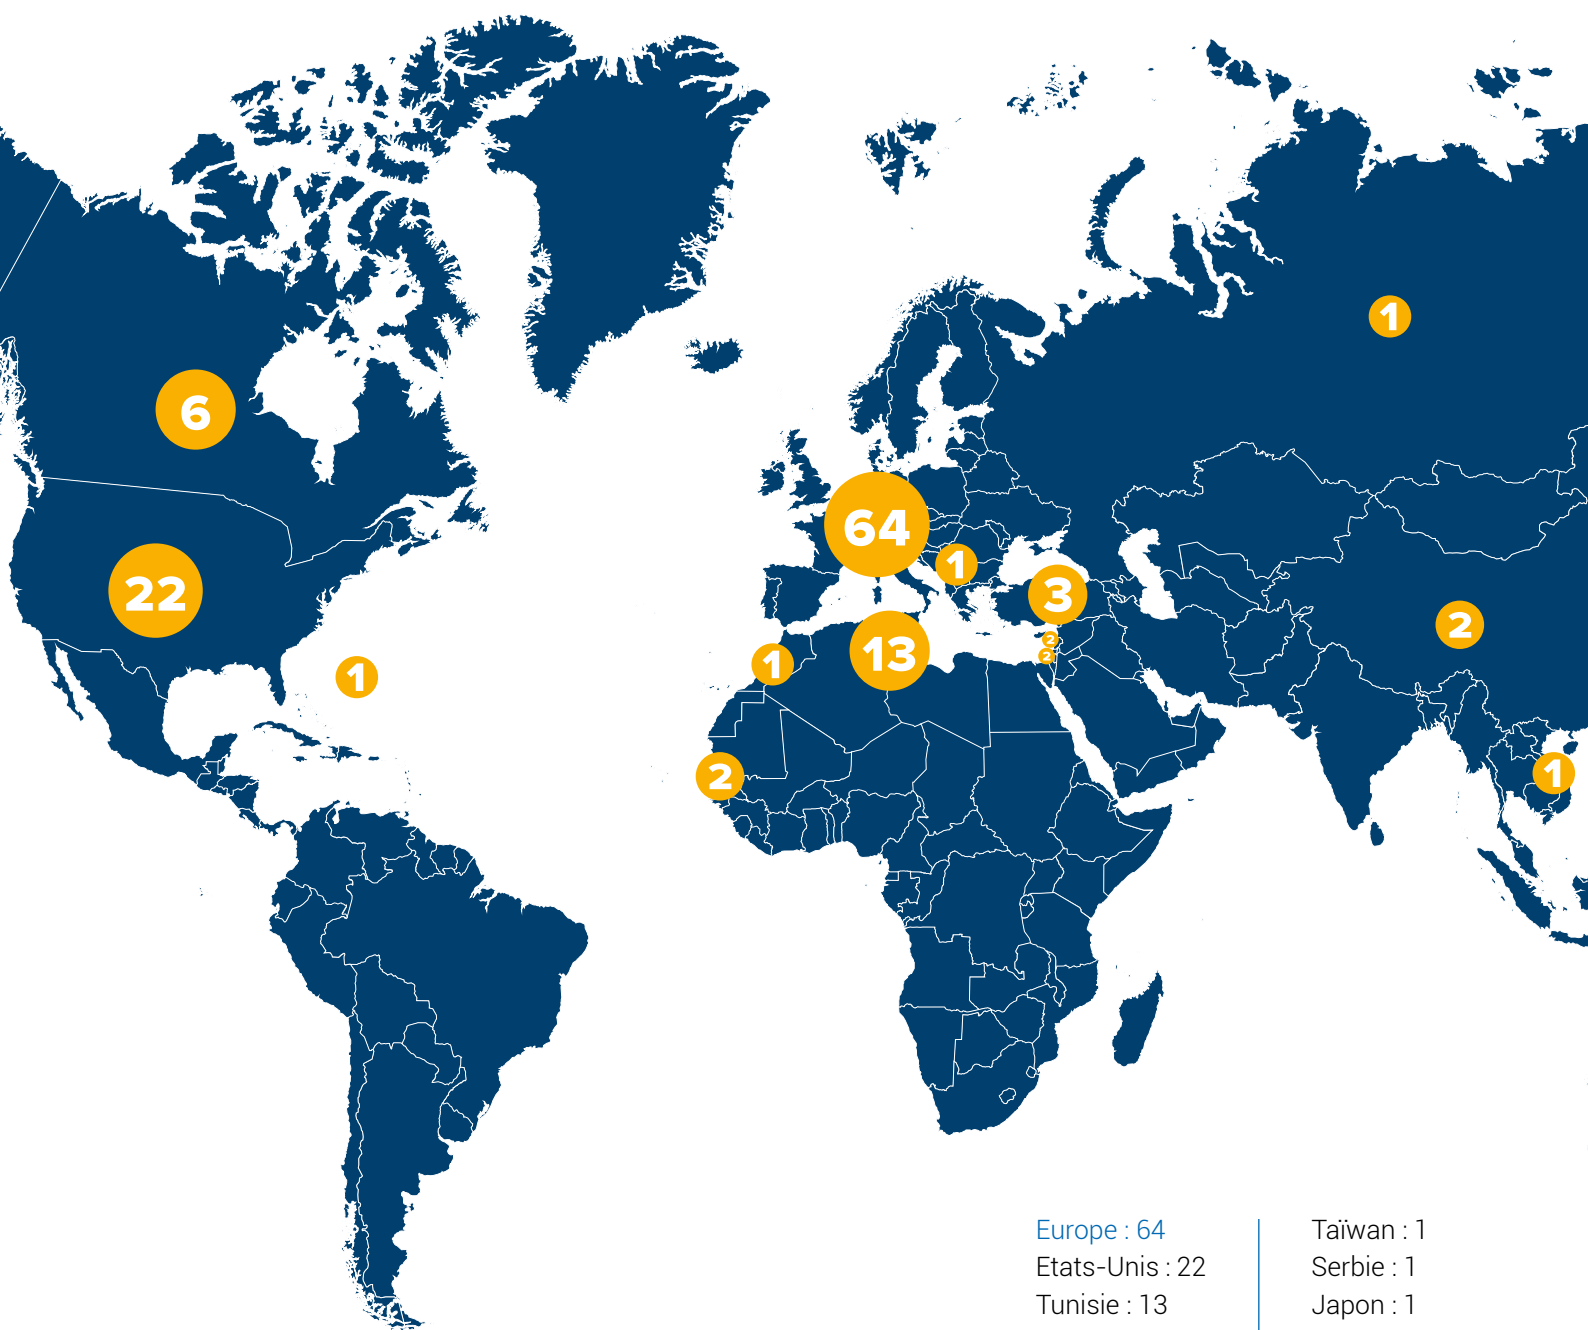 1
6
64
22
1
3
2
2
2
13
1
1
2
1
Europe : 64
Etats-Unis : 22
Tunisie : 13
Taïwan : 1
Serbie : 1
Japon : 1